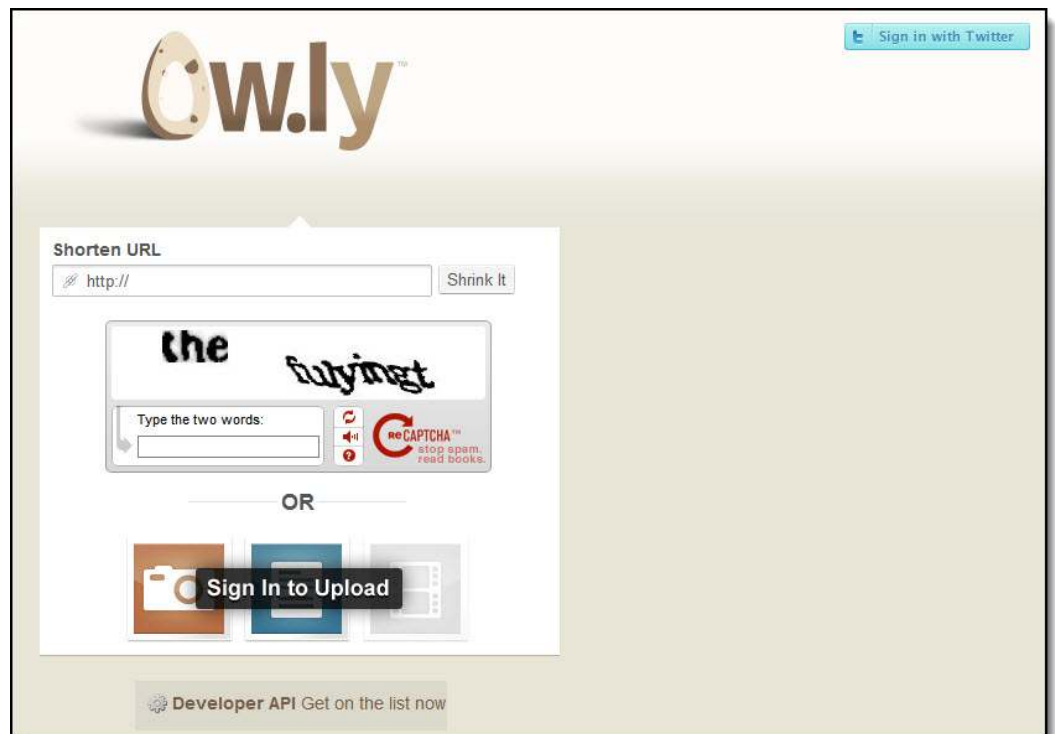 Ow.ly™
Sign in with Twitter
Shorten URL
http://
Shrink It
the fulyingt
Type the two words:
reCAPTCHA™
stop spam.
read books.
OR
Sign In to Upload
Developer API Get on the list now